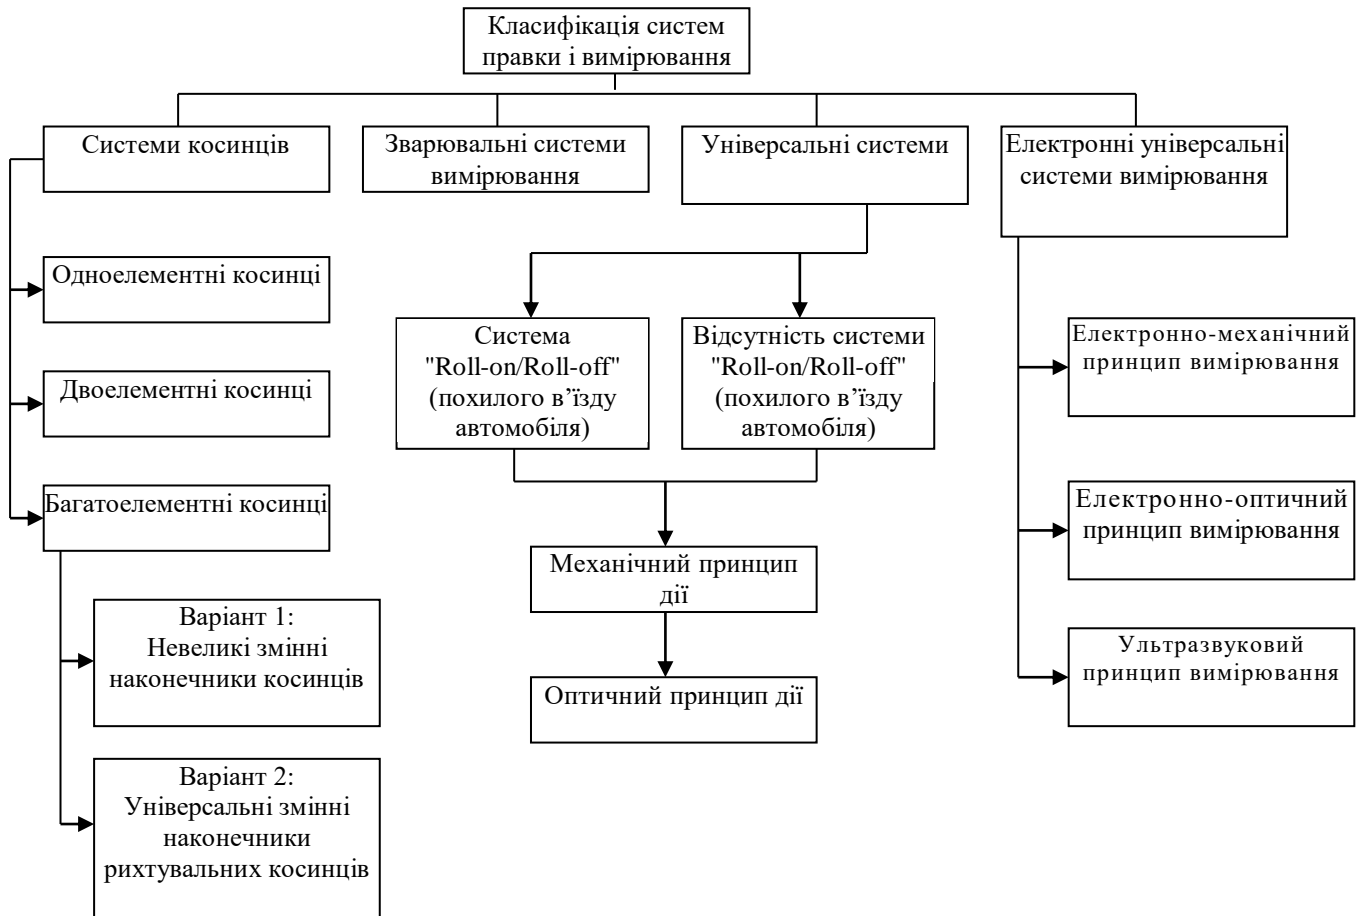 Класифікація систем
правки і вимірювання
Системи косинців
Зварювальні системи
вимірювання
Універсальні системи
Електронні універсальні
системи вимірювання
Одноелементні косинці
Двоелементні косинці
Багатоелементні косинці
Варіант 1:
Невеликі змінні
наконечники косинців
Варіант 2:
Універсальні змінні
наконечники
рихтувальних косинців
Система
"Roll-on/Roll-off"
(похилого в’їзду
автомобіля)
Відсутність системи
"Roll-on/Roll-off"
(похилого в’їзду
автомобіля)
Механічний принцип
дії
Оптичний принцип дії
Електронно-механічний
принцип вимірювання
Електронно-оптичний
принцип вимірювання
Ультразвуковий
принцип вимірювання